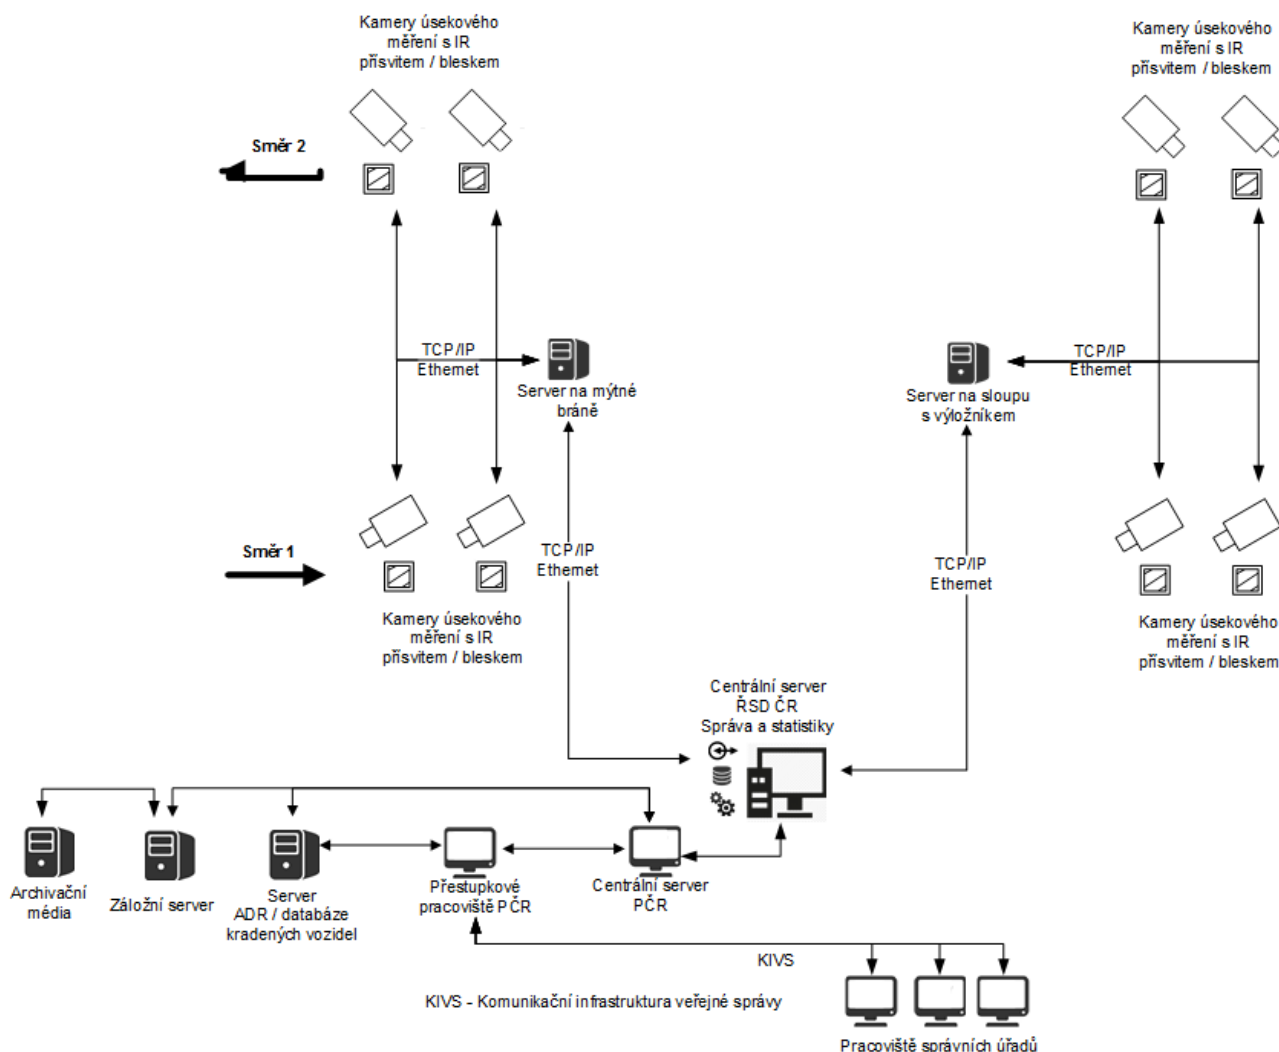 Kamery úsekového
měření s IR
přísvitem / bleskem
Kamery úsekového
měření s IR
přísvitem / bleskem
Směr 2
TCP/IP
Ethernet
Server na mýtné
bráně
TCP/IP
Ethernet
Server na sloupu
s výložníkem
Směr 1
TCP/IP
Ethernet
TCP/IP
Ethernet
Kamery úsekového
měření s IR
přísvitem / bleskem
Kamery úsekového
měření s IR
přísvitem / bleskem
Centrální server
ŘSD ČR
Správa a statistiky
Archivační
média
Záložní server
Server
ADR / databáze
kradených vozidel
Přestupkové
pracoviště PČR
Centrální server
PČR
KIVS
KIVS - Komunikační infrastruktura veřejné správy
Pracoviště správních úřadů